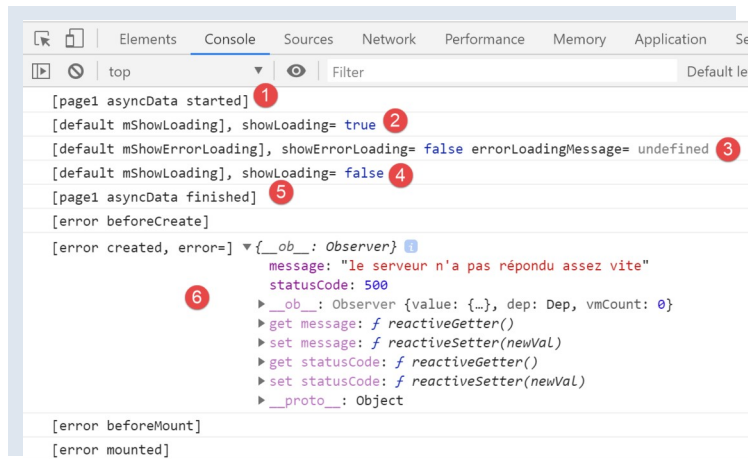 Elements Console Sources Network Performance Memory Application Se
top Filter Default le
[page1 asyncData started] 1
[default mShowLoading], showLoading= true 2
[default mShowErrorLoading], showErrorLoading= false errorLoadingMessage= undefined 3
[default mShowLoading], showLoading= false 4
[page1 asyncData finished] 5
[error beforeCreate]
[error created, error=] ▼{__ob__: Observer} i
message: "le serveur n'a pas répondu assez vite"
statusCode: 500
6 ▶__ob__: Observer {value: {…}, dep: Dep, vmCount: 0}
▶get message: ƒ reactiveGetter()
▶set message: ƒ reactiveSetter(newVal)
▶get statusCode: ƒ reactiveGetter()
▶set statusCode: ƒ reactiveSetter(newVal)
▶__proto__: Object
[error beforeMount]
[error mounted]